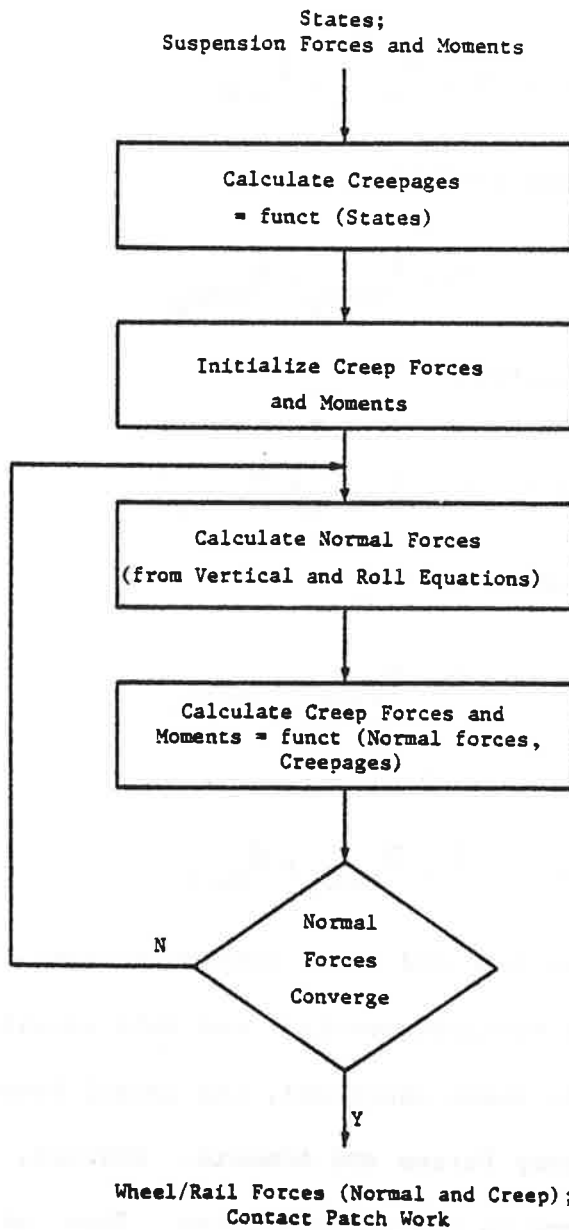 States;
Suspension Forces and Moments
Calculate Creepages
= funct (States)
Initialize Creep Forces
and Moments
Calculate Normal Forces
(from Vertical and Roll Equations)
Calculate Creep Forces and
Moments = funct (Normal forces,
Creepages)
Normal
Forces
Converge
N
Y
Wheel/Rail Forces (Normal and Creep);
Contact Patch Work